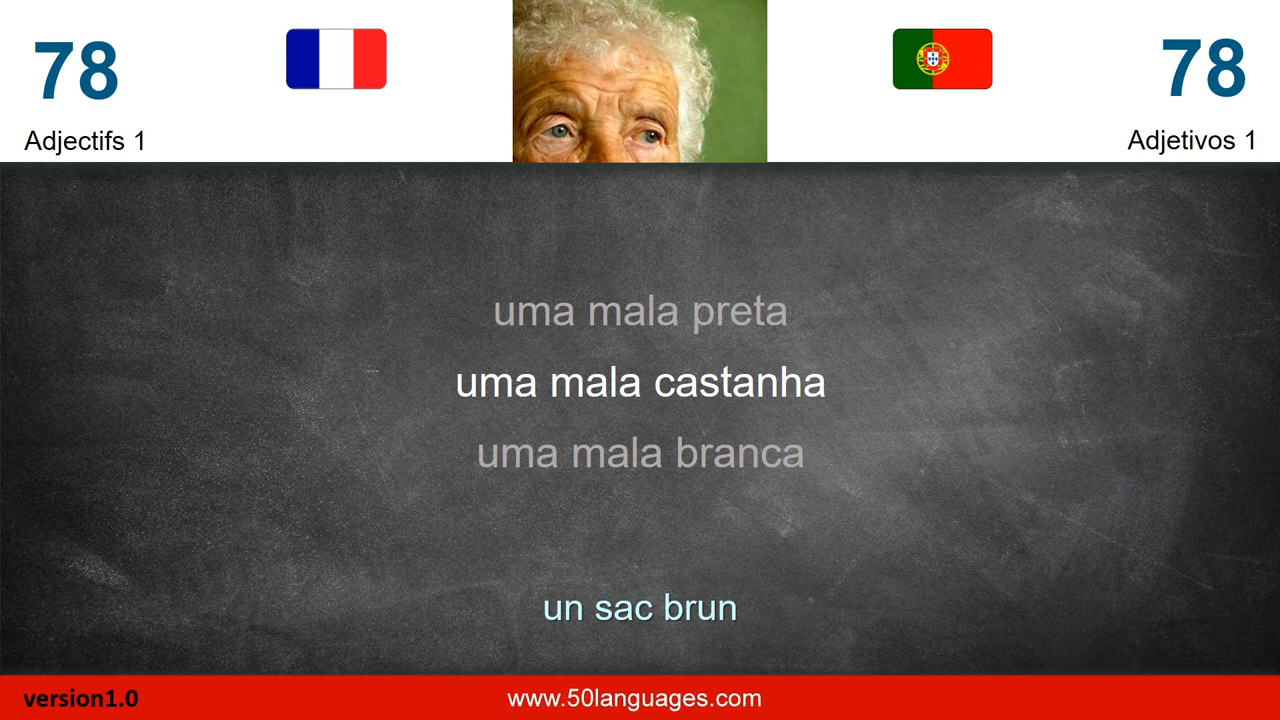 78
78
Adjectifs 1
Adjetivos 1
uma mala preta
uma mala castanha
uma mala branca
un sac brun
version1.0
www.50languages.com